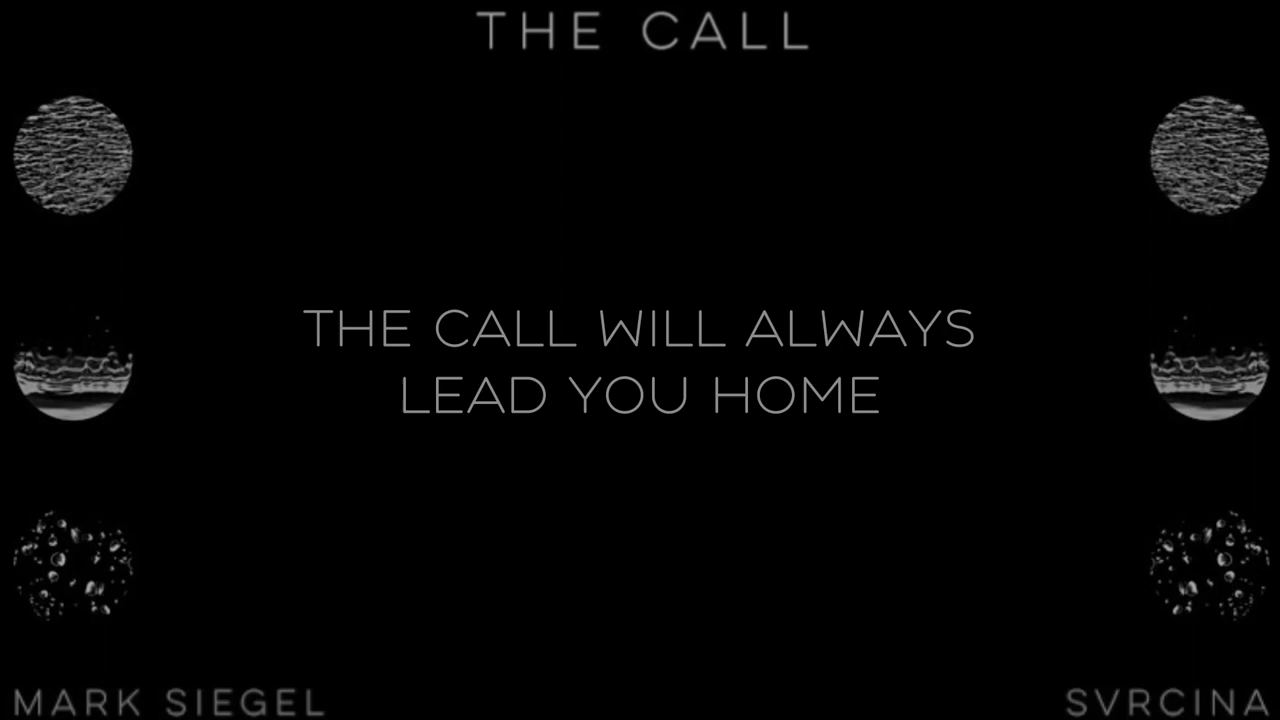 THE CALL
THE CALL WILL ALWAYS
LEAD YOU HOME
MARK SIEGEL
SVRCINA